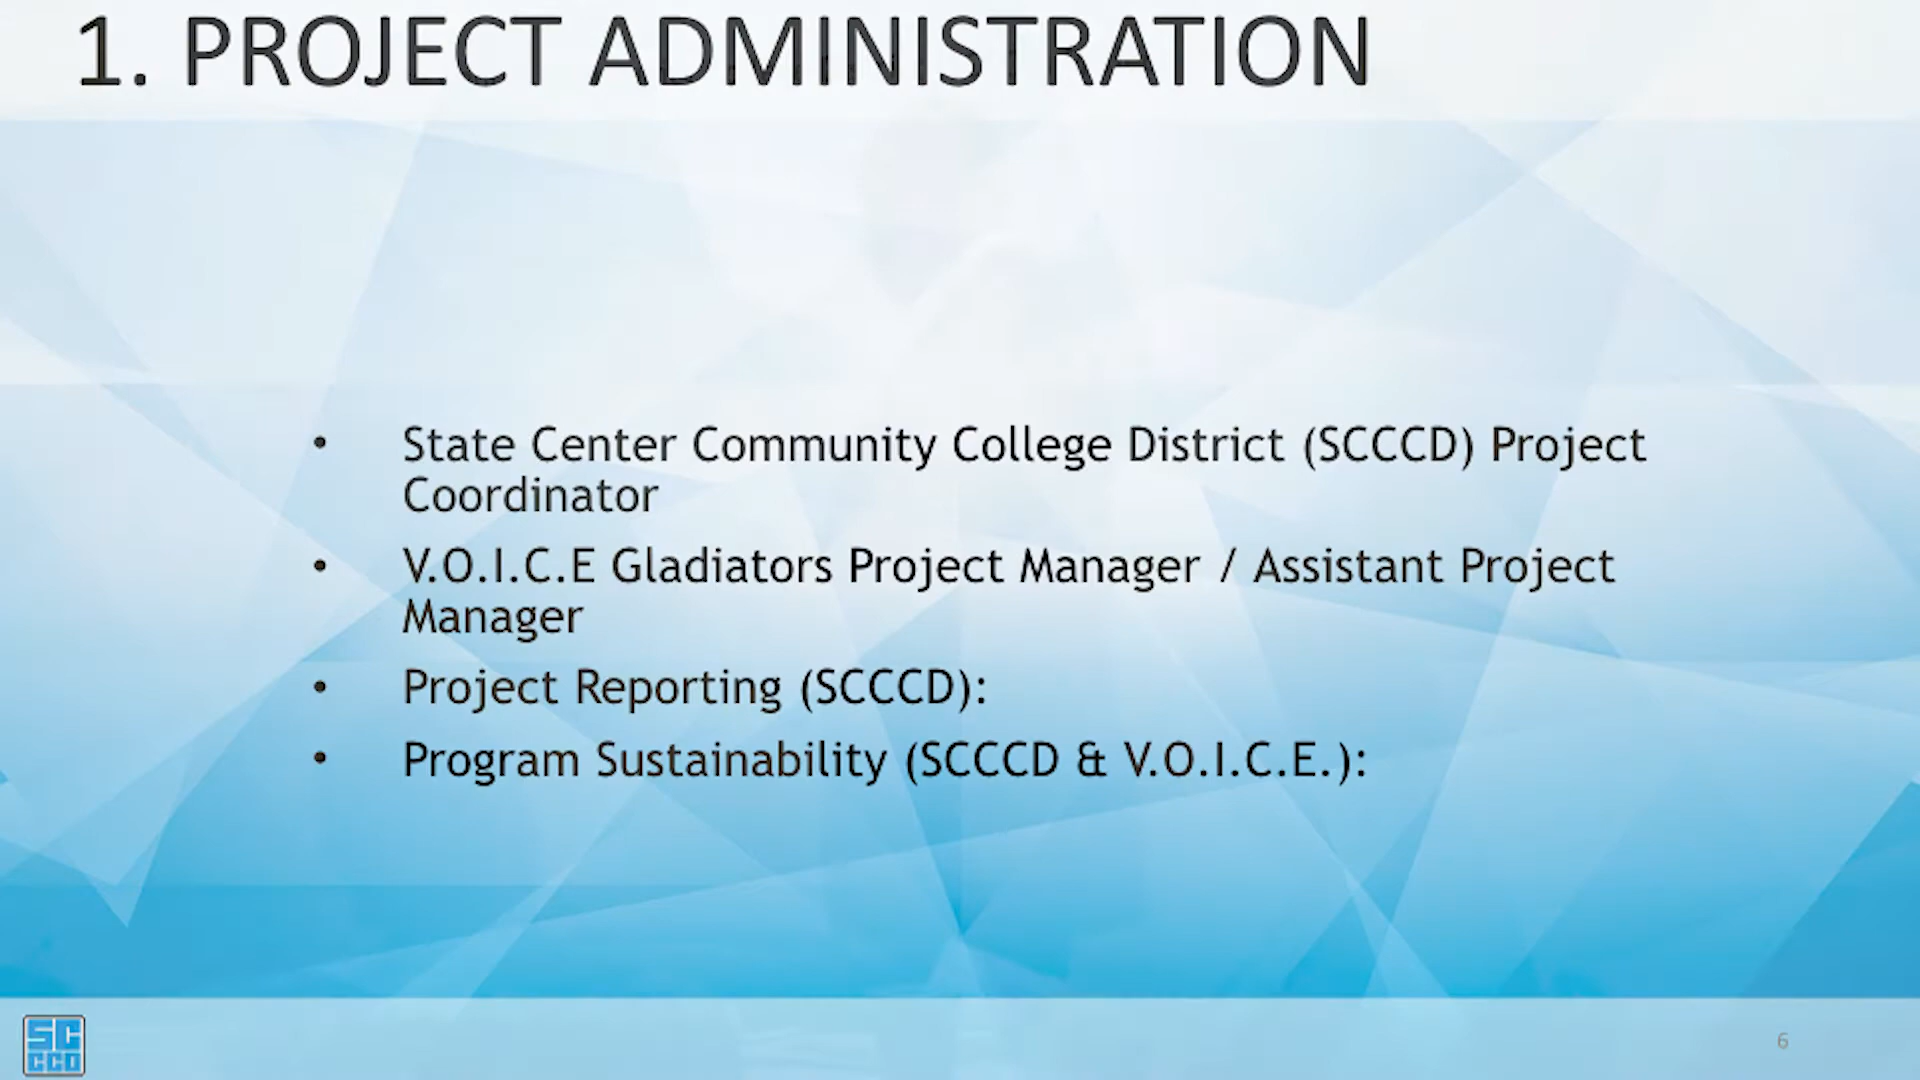 1. PROJECT ADMINISTRATION
• State Center Community College District (SCCCD) Project
Coordinator
• V.O.I.C.E Gladiators Project Manager / Assistant Project
Manager
• Project Reporting (SCCCD):
• Program Sustainability (SCCCD & V.O.I.C.E.):
SC
CCD
6